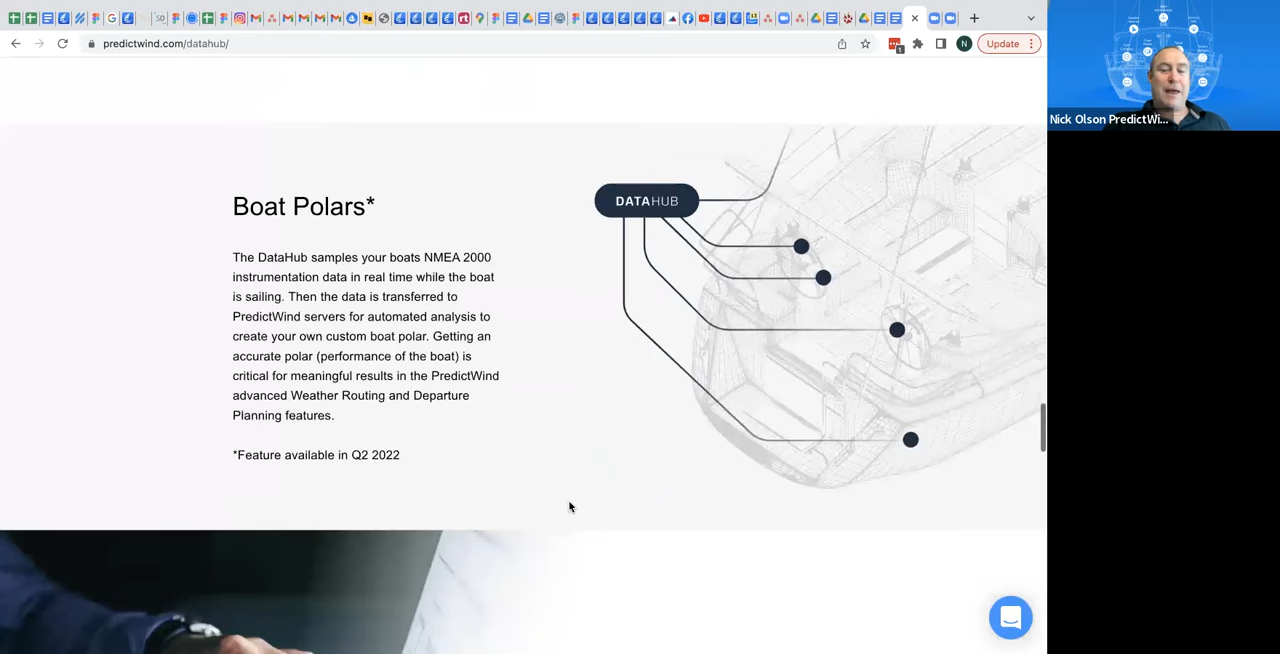 predictwind.com/datahub/
1
N
Update
Nick Olson PredictWi...
Boat Polars*
DATAHUB
The DataHub samples your boats NMEA 2000
instrumentation data in real time while the boat
is sailing. Then the data is transferred to
PredictWind servers for automated analysis to
create your own custom boat polar. Getting an
accurate polar (performance of the boat) is
critical for meaningful results in the PredictWind
advanced Weather Routing and Departure
Planning features.
*Feature available in Q2 2022